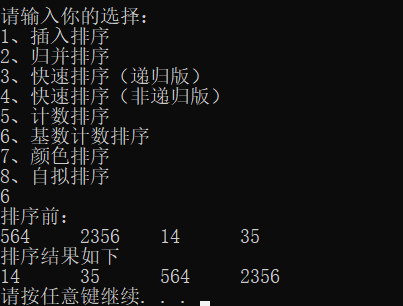 请输入你的选择：
1、插入排序
2、归并排序
3、快速排序（递归版）
4、快速排序（非递归版）
5、计数排序
6、基数计数排序
7、颜色排序
8、自拟排序
6
排序前：
564 2356 14 35
排序结果如下
14 35 564 2356
请按任意键继续. . .